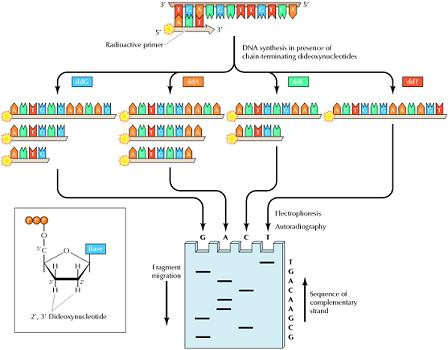 3' 5'
5' A C T 3'
Radioactive primer
DNA synthesis in presence of
chain-terminating dideoxynucleotides
ddG ddA ddC ddT
A C T G C G
A C T G C G A
A C T G C
A C T G
G A C T
Electrophoresis
Autoradiography
P P P
O
C
5'
O
Base
H H
H H
3' 2'
2', 3' Dideoxynucleotide
Fragment
migration
T
G
A
C
A
A
G
C
G
Sequence of
complementary
strand